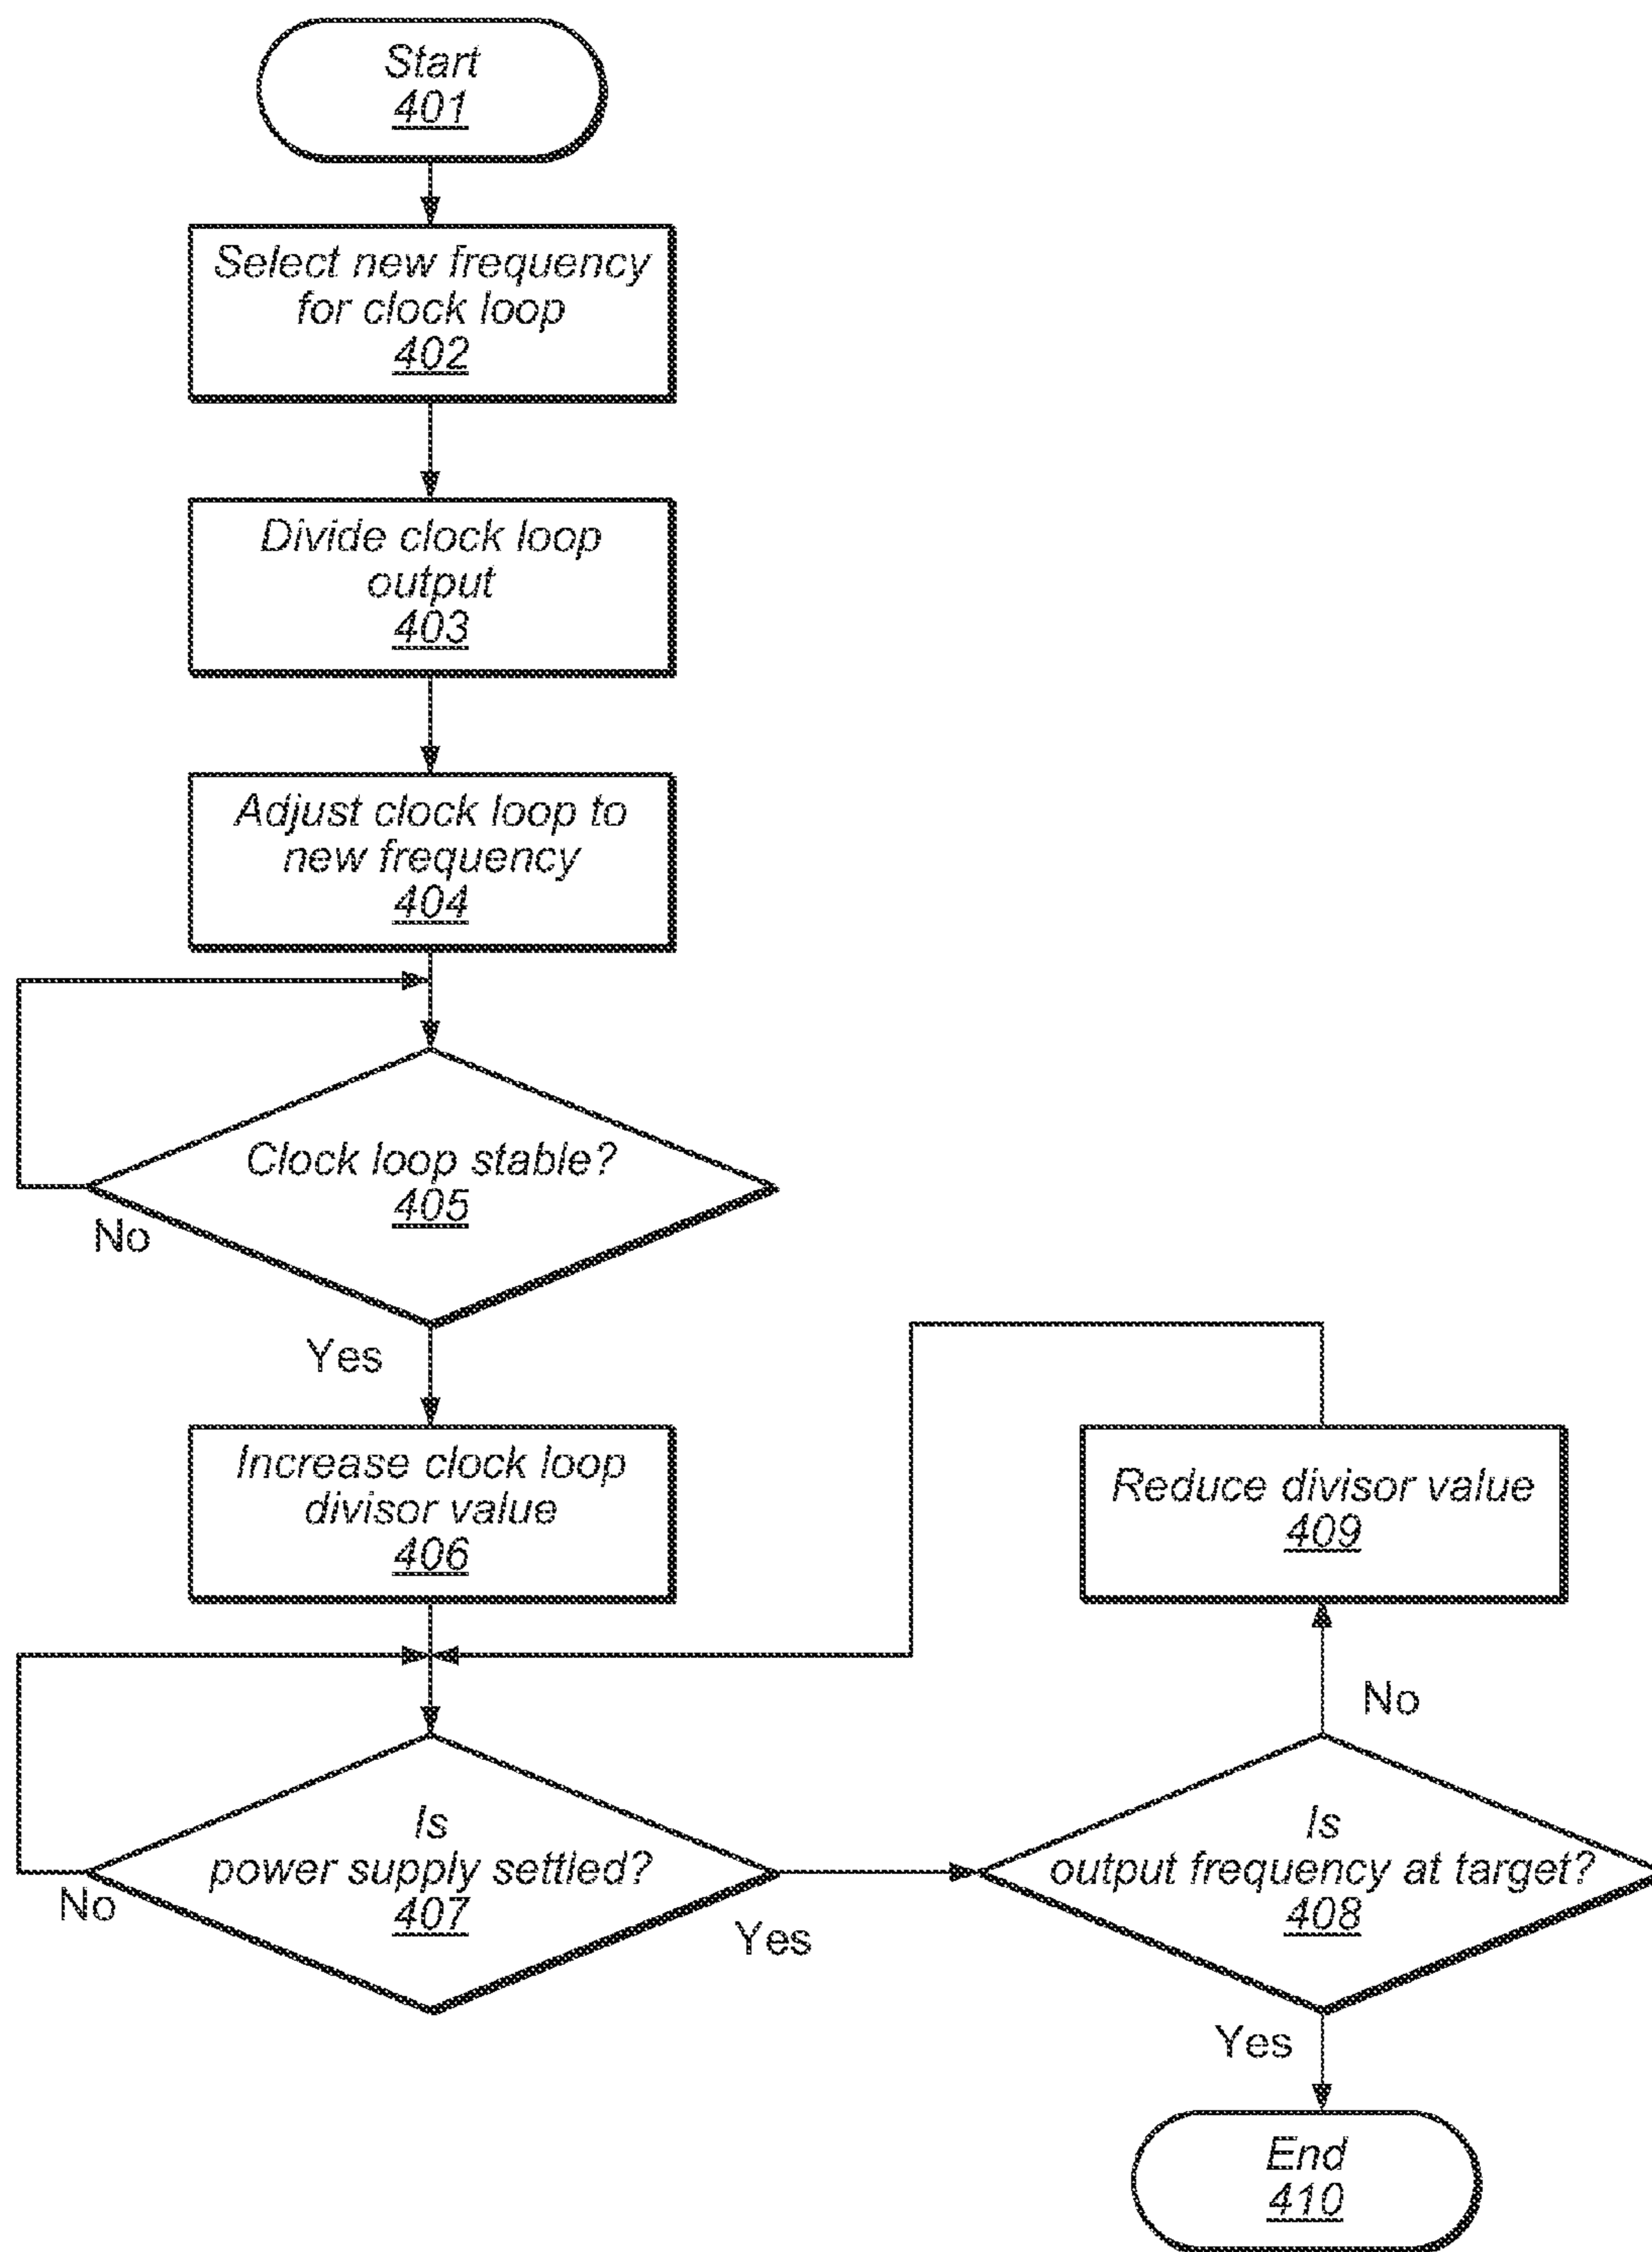 Start
401
Select new frequency
for clock loop
402
Divide clock loop
output
403
Adjust clock loop to
new frequency
404
Clock loop stable?
405
No
Yes
Increase clock loop
divisor value
406
Reduce divisor value
409
No
Is
power supply settled?
407
No
Yes
Is
output frequency at target?
408
Yes
End
410